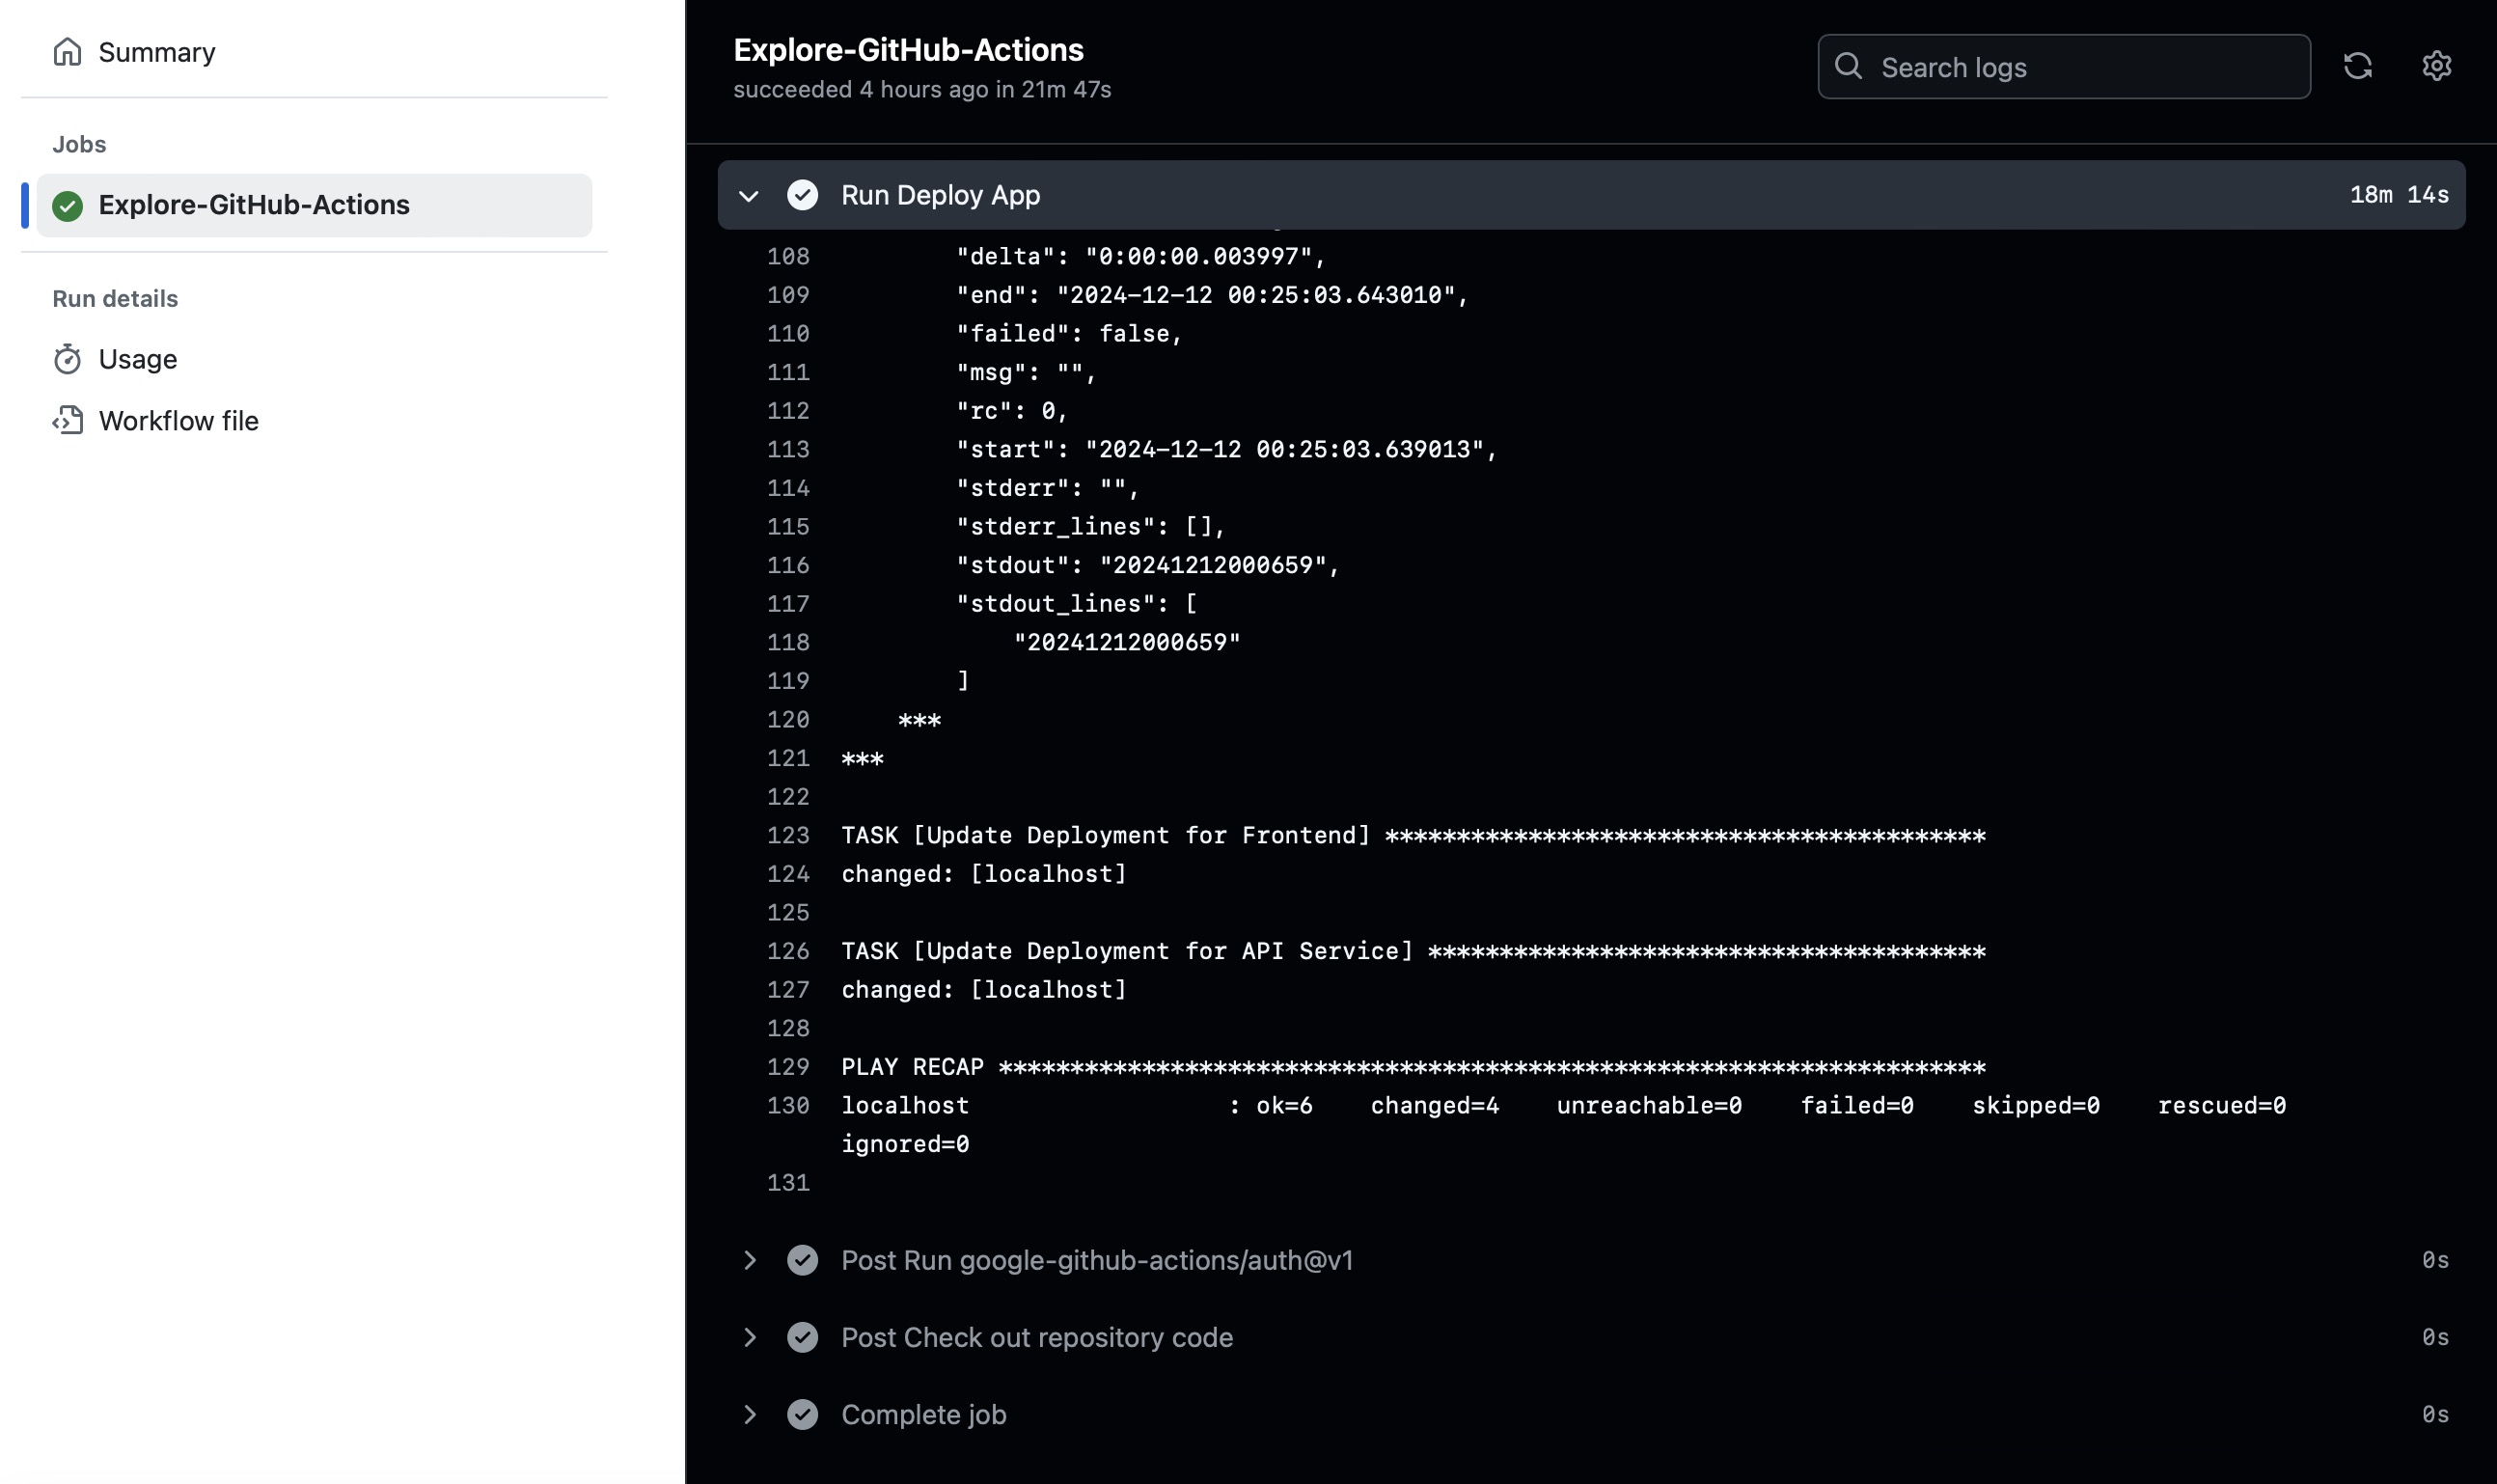 Summary
Jobs
Explore-GitHub-Actions
Run details
Usage
Workflow file
Explore-GitHub-Actions
succeeded 4 hours ago in 21m 47s
Search logs
Run Deploy App 18m 14s
108 "delta": "0:00:00.003997",
109 "end": "2024-12-12 00:25:03.643010",
110 "failed": false,
111 "msg": "",
112 "rc": 0,
113 "start": "2024-12-12 00:25:03.639013",
114 "stderr": "",
115 "stderr_lines": [],
116 "stdout": "20241212000659",
117 "stdout_lines": [
118 "20241212000659"
119 ]
120 ***
121 ***
122
123 TASK [Update Deployment for Frontend] ******************************************
124 changed: [localhost]
125
126 TASK [Update Deployment for API Service] ***************************************
127 changed: [localhost]
128
129 PLAY RECAP *********************************************************************
130 localhost : ok=6 changed=4 unreachable=0 failed=0 skipped=0 rescued=0
ignored=0
131
Post Run google-github-actions/auth@v1 0s
Post Check out repository code 0s
Complete job 0s